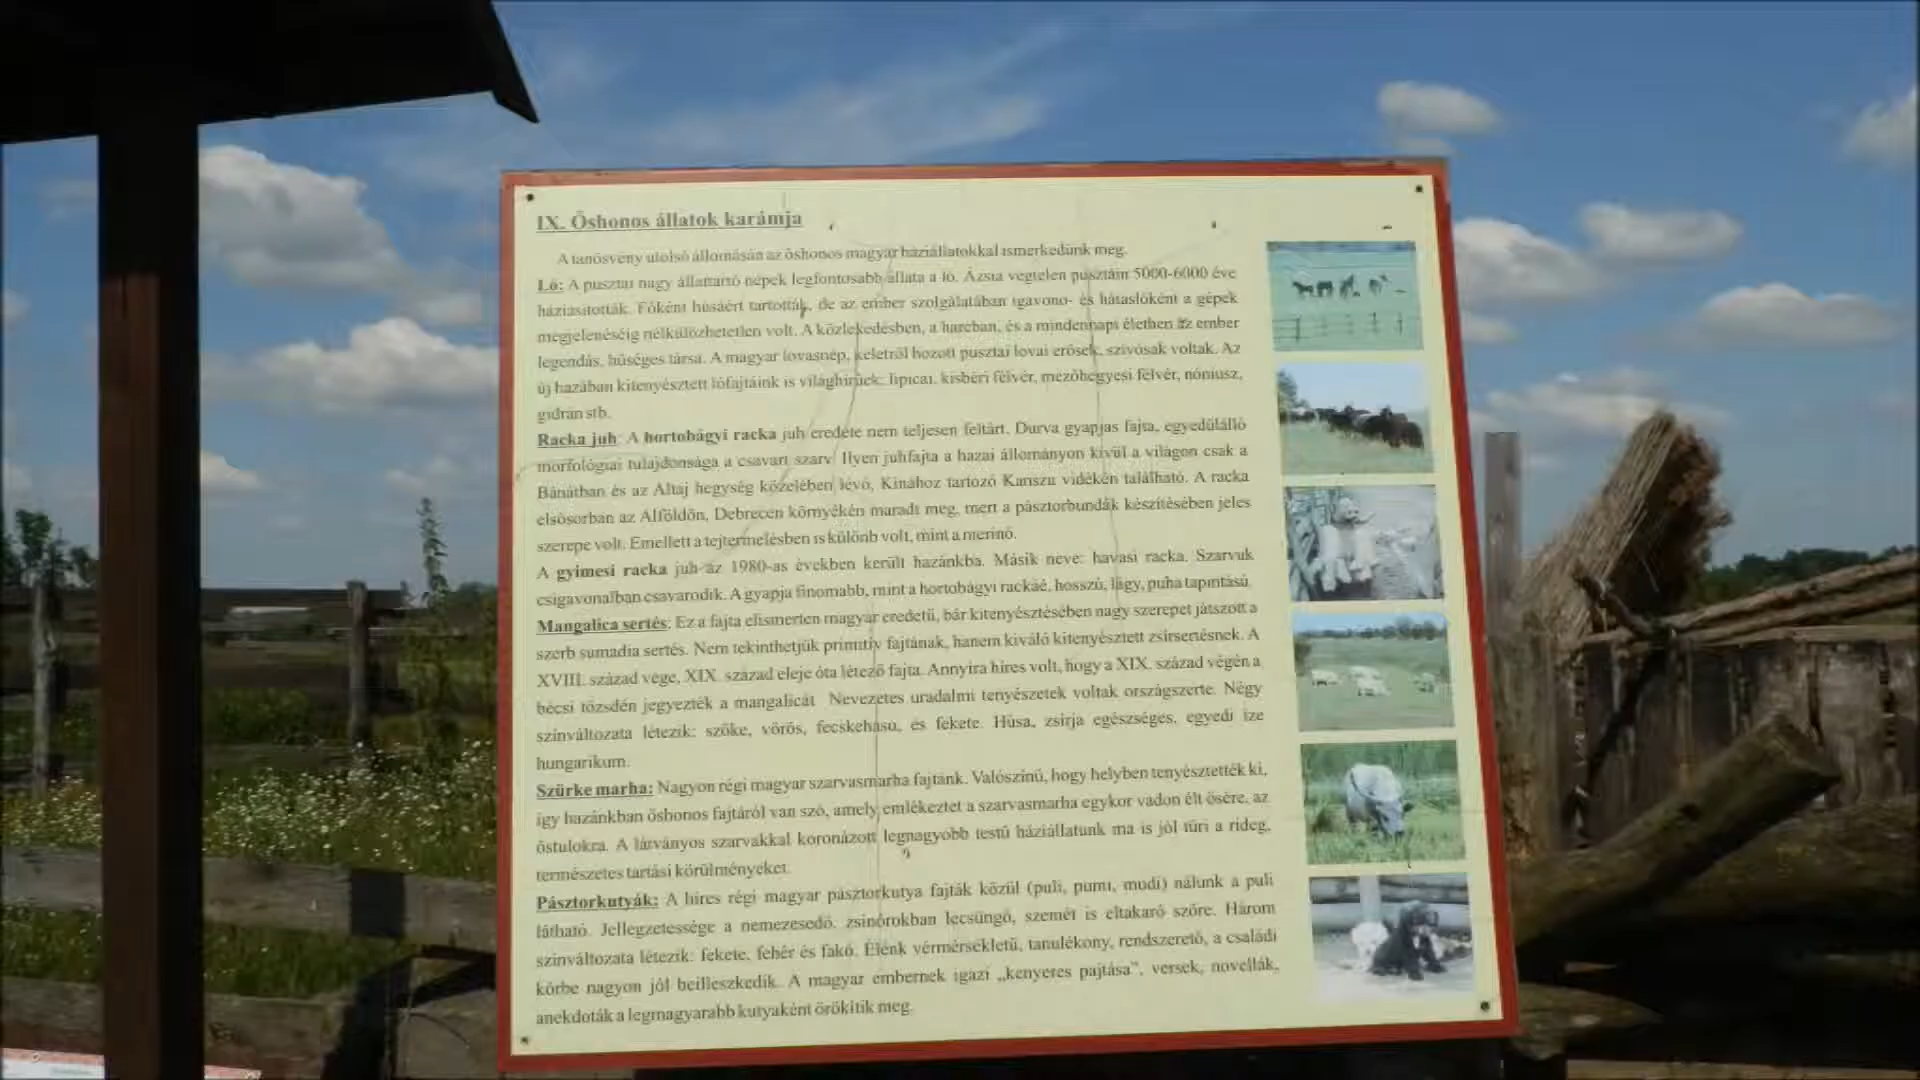 IX. Őshonos állatok karámja
A tanösvény utolsó állomásán az őshonos magyar háziállatokkal ismerkedünk meg.
Ló: A pusztai nagy állattartó népek legfontosabb állata a ló. Ázsia végtelen pusztáin 5000-6000 éve
háziasították. Főként húsáért tartották, de az ember szolgálatában igavonó- és hátaslóként a gépek
megjelenéséig nélkülözhetetlen volt. A közlekedésben, a harcban, és a mindennapi életben az ember
legendás, hűséges társa. A magyar lovasnép, keletről hozott pusztai lovai erősek, szívósak voltak. Az
új hazában kitenyésztett lófajtáink is világhírűek: lipicai, kisbéri félvér, mezőhegyesi félvér, nóniusz,
gidrán stb.
Racka juh: A hortobágyi racka juh eredete nem teljesen feltárt. Durva gyapjas fajta, egyedülálló
morfológiai tulajdonsága a csavart szarv. Ilyen juhfajta a hazai állományon kívül a világon csak a
Bánátban és az Altaj hegység közelében lévő, Kínához tartozó Kanszu vidékén található. A racka
elsősorban az Alföldön, Debrecen környékén maradt meg, mert a pásztorbundák készítésében jeles
szerepe volt. Emellett a tejtermelésben is különb volt, mint a merinó.
A gyimesi racka juh az 1980-as években került hazánkba. Másik neve: havasi racka. Szarvuk
csigavonalban csavarodik. A gyapja finomabb, mint a hortobágyi rackáé, hosszú, lágy, puha tapintású.
Mangalica sertés: Ez a fajta elismerten magyar eredetű, bár kitenyésztésében nagy szerepet játszott a
szerb sumadia sertés. Nem tekinthetjük primitív fajtának, hanem kiváló kitenyésztett zsírsertésnek. A
XVIII. század vége, XIX. század eleje óta létező fajta. Annyira híres volt, hogy a XIX. század végén a
bécsi tőzsdén jegyezték a mangalicát. Nevezetes uradalmi tenyészetek voltak országszerte. Négy
színváltozata létezik: szőke, vörös, fecskehasú, és fekete. Húsa, zsírja egészséges, egyedi íze
hungarikum.
Szürke marha: Nagyon régi magyar szarvasmarha fajtánk. Valószínű, hogy helyben tenyésztették ki,
így hazánkban őshonos fajtáról van szó, amely emlékeztet a szarvasmarha egykor vadon élt ősére, az
őstulokra. A látványos szarvakkal koronázott legnagyobb testű háziállatunk ma is jól tűri a rideg,
természetes tartási körülményeket.
Pásztorkutyák: A híres régi magyar pásztorkutya fajták közül (puli, pumi, mudi) nálunk a puli
látható. Jellegzetessége a nemezesedő, zsinórokban lecsüngő, szemét is eltakaró szőre. Három
színváltozata létezik: fekete, fehér és fakó. Élénk vérmérsékletű, tanulékony, rendszerető, a családi
körbe nagyon jól beilleszkedik. A magyar embernek igazi „kenyeres pajtása”, versek, novellák,
anekdoták a legmagyarabb kutyaként örökítik meg.